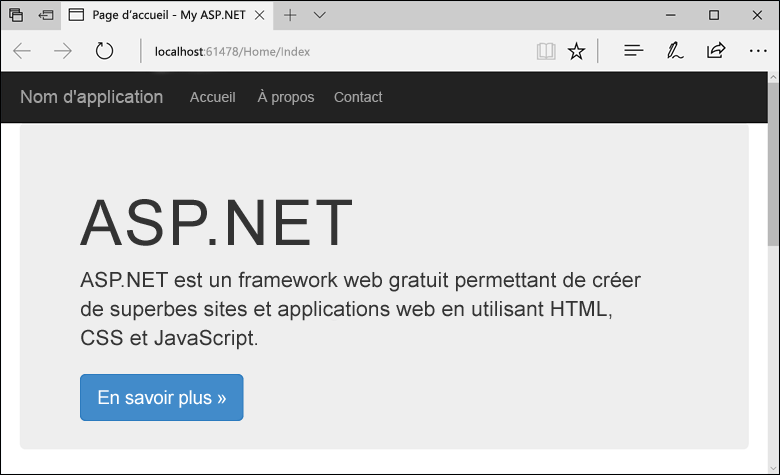 Page d'accueil - My ASP.NET
localhost:61478/Home/Index
Nom d'application Accueil À propos Contact
ASP.NET
ASP.NET est un framework web gratuit permettant de créer
de superbes sites et applications web en utilisant HTML,
CSS et JavaScript.
En savoir plus »